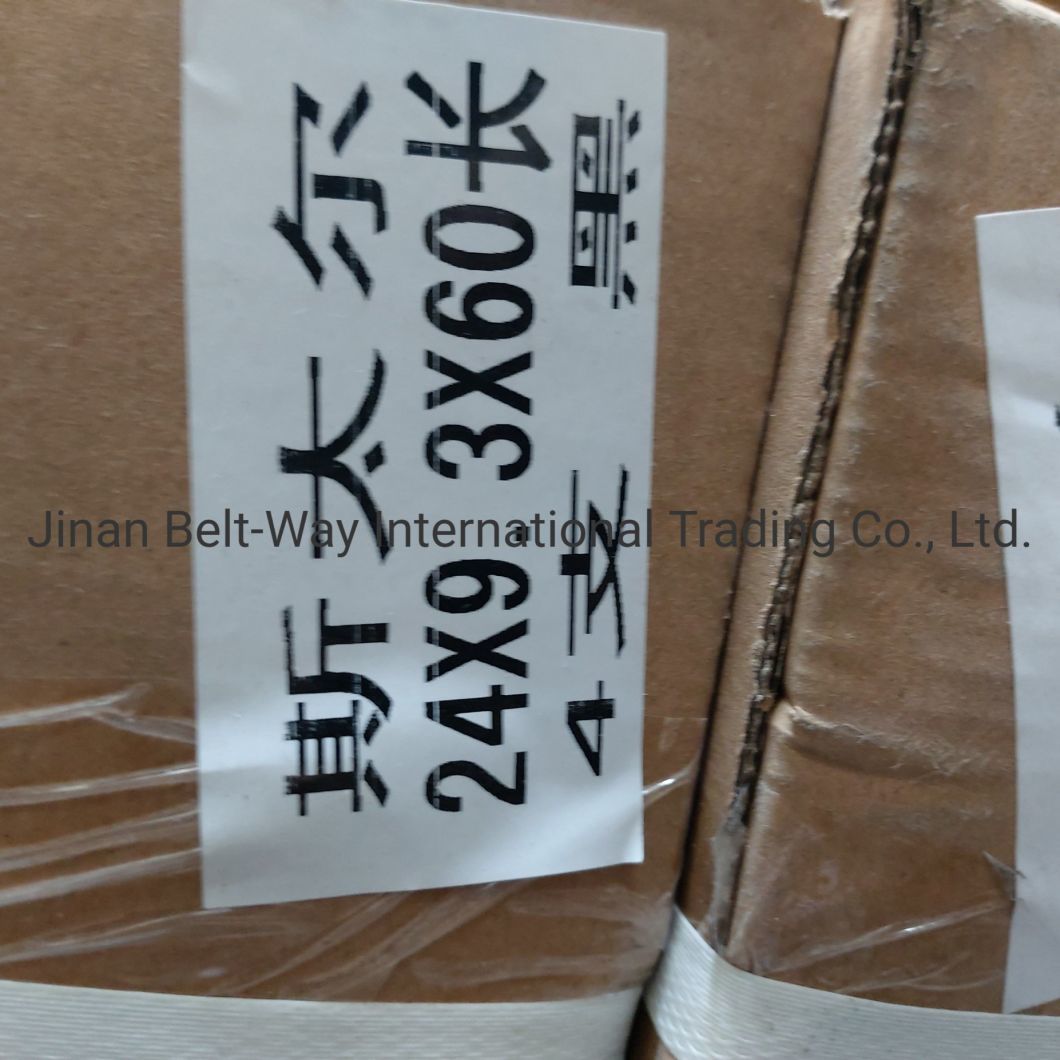 斯太尔
24X9.3X60长
4支 黑
Jinan Belt-Way International Trading Co., Ltd.